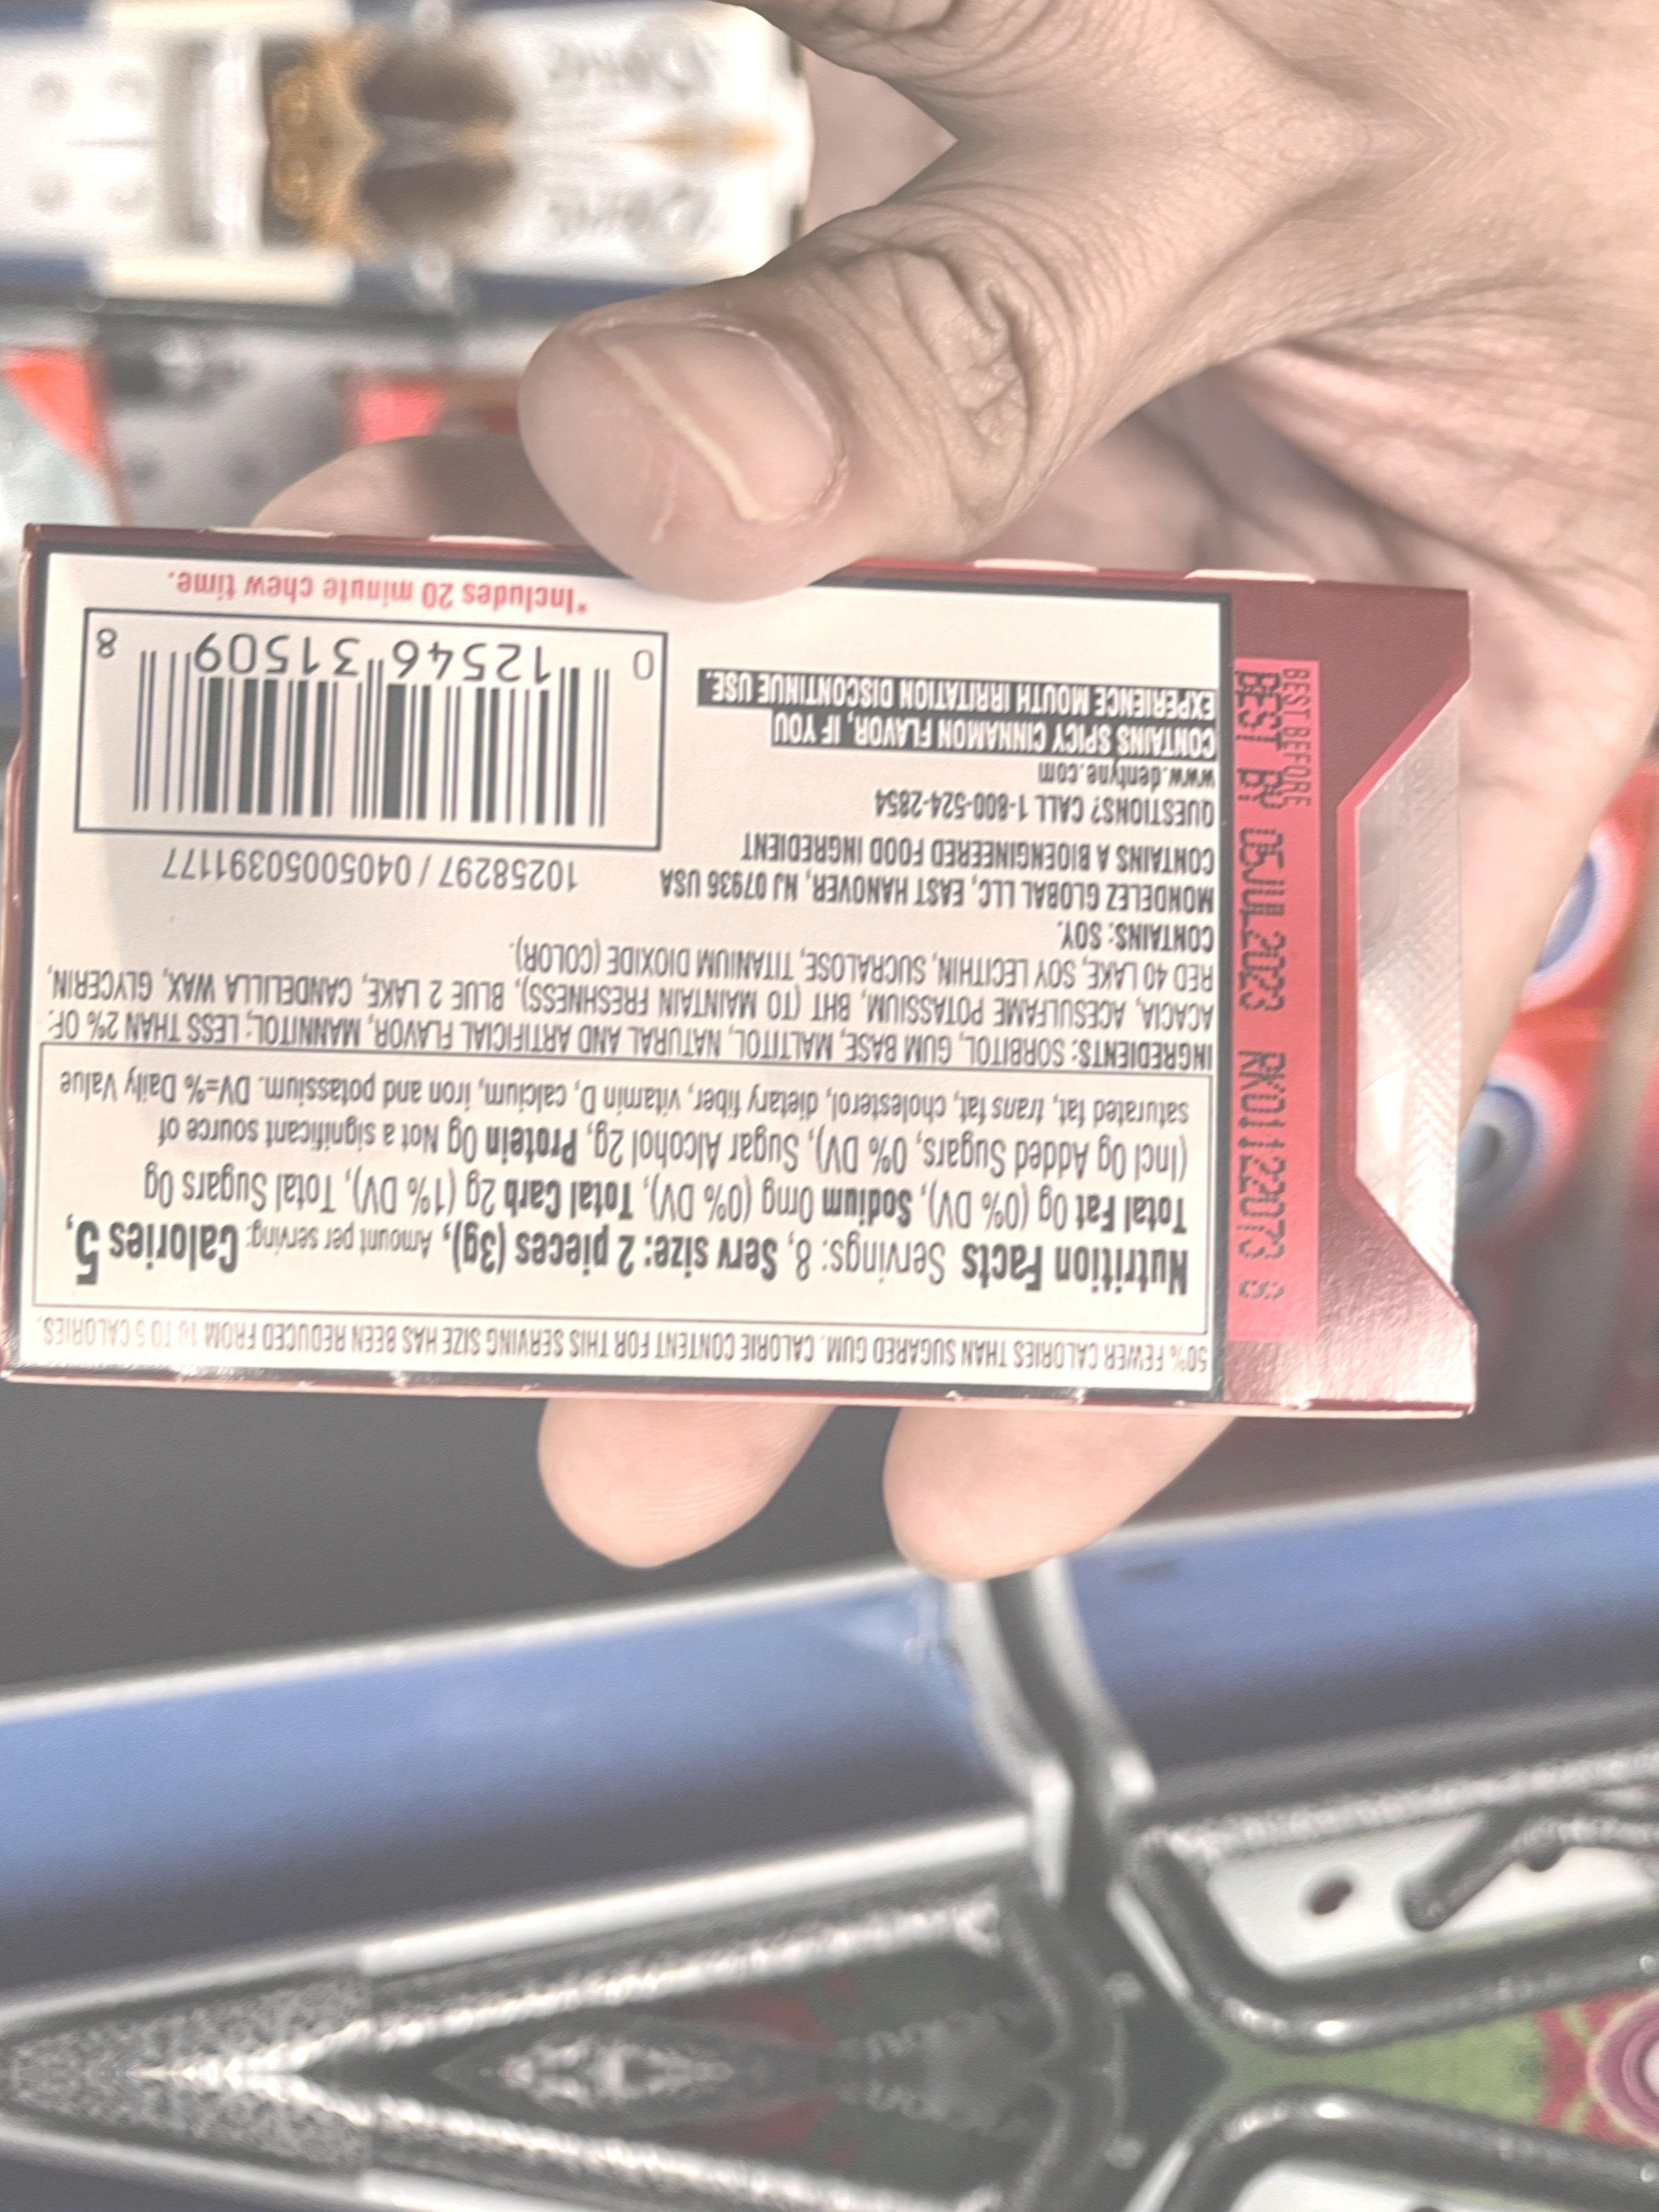 50% FEWER CALORIES THAN SUGARED GUM. CALORIE CONTENT FOR THIS SERVING SIZE HAS BEEN REDUCED FROM 10 TO 5 CALORIES.
Nutrition Facts Servings: 8, Serv size: 2 pieces (3g), Amount per serving: Calories 5,
Total Fat 0g (0% DV), Sodium 0mg (0% DV), Total Carb 2g (1% DV), Total Sugars 0g
(Incl 0g Added Sugars, 0% DV), Sugar Alcohol 2g, Protein 0g Not a significant source of
saturated fat, trans fat, cholesterol, dietary fiber, vitamin D, calcium, iron and potassium. DV=% Daily Value
INGREDIENTS: SORBITOL, GUM BASE, MALTITOL, NATURAL AND ARTIFICIAL FLAVOR, MANNITOL; LESS THAN 2% OF:
ACACIA, ACESULFAME POTASSIUM, BHT (TO MAINTAIN FRESHNESS), BLUE 2 LAKE, CANDELILLA WAX, GLYCERIN,
RED 40 LAKE, SOY LECITHIN, SUCRALOSE, TITANIUM DIOXIDE (COLOR).
CONTAINS: SOY.
MONDELEZ GLOBAL LLC, EAST HANOVER, NJ 07936 USA
CONTAINS A BIOENGINEERED FOOD INGREDIENT
QUESTIONS? CALL 1-800-524-2854
www.dentyne.com
CONTAINS SPICY CINNAMON FLAVOR, IF YOU
EXPERIENCE MOUTH IRRITATION DISCONTINUE USE.
10258297 / 04050050391177
0 12546 31509 8
*Includes 20 minute chew time.
BEST BEFORE
BEST BY 05JUL2023 RK01122073